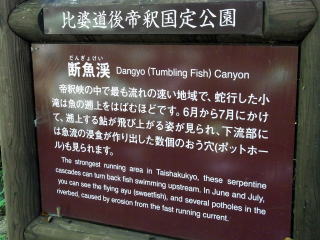 比婆道後帝釈国定公園
だんぎょけい
断魚渓 Dangyo (Tumbling Fish) Canyon
帝釈峡の中で最も流れの速い地域で、蛇行した小
滝は魚の遡上をはばむほどです。6月から7月にかけ
て、遡上する鮎が飛び上がる姿が見られ、下流部に
は急流の浸食が作り出した数個のおう穴(ポットホー
ル)も見られます。
The strongest running area in Taishakukyo, these serpentine
cascades can turn back fish swimming upstream. In June and July,
you can see the flying ayu (sweetfish), and several potholes in the
riverbed, caused by erosion from the fast running current.